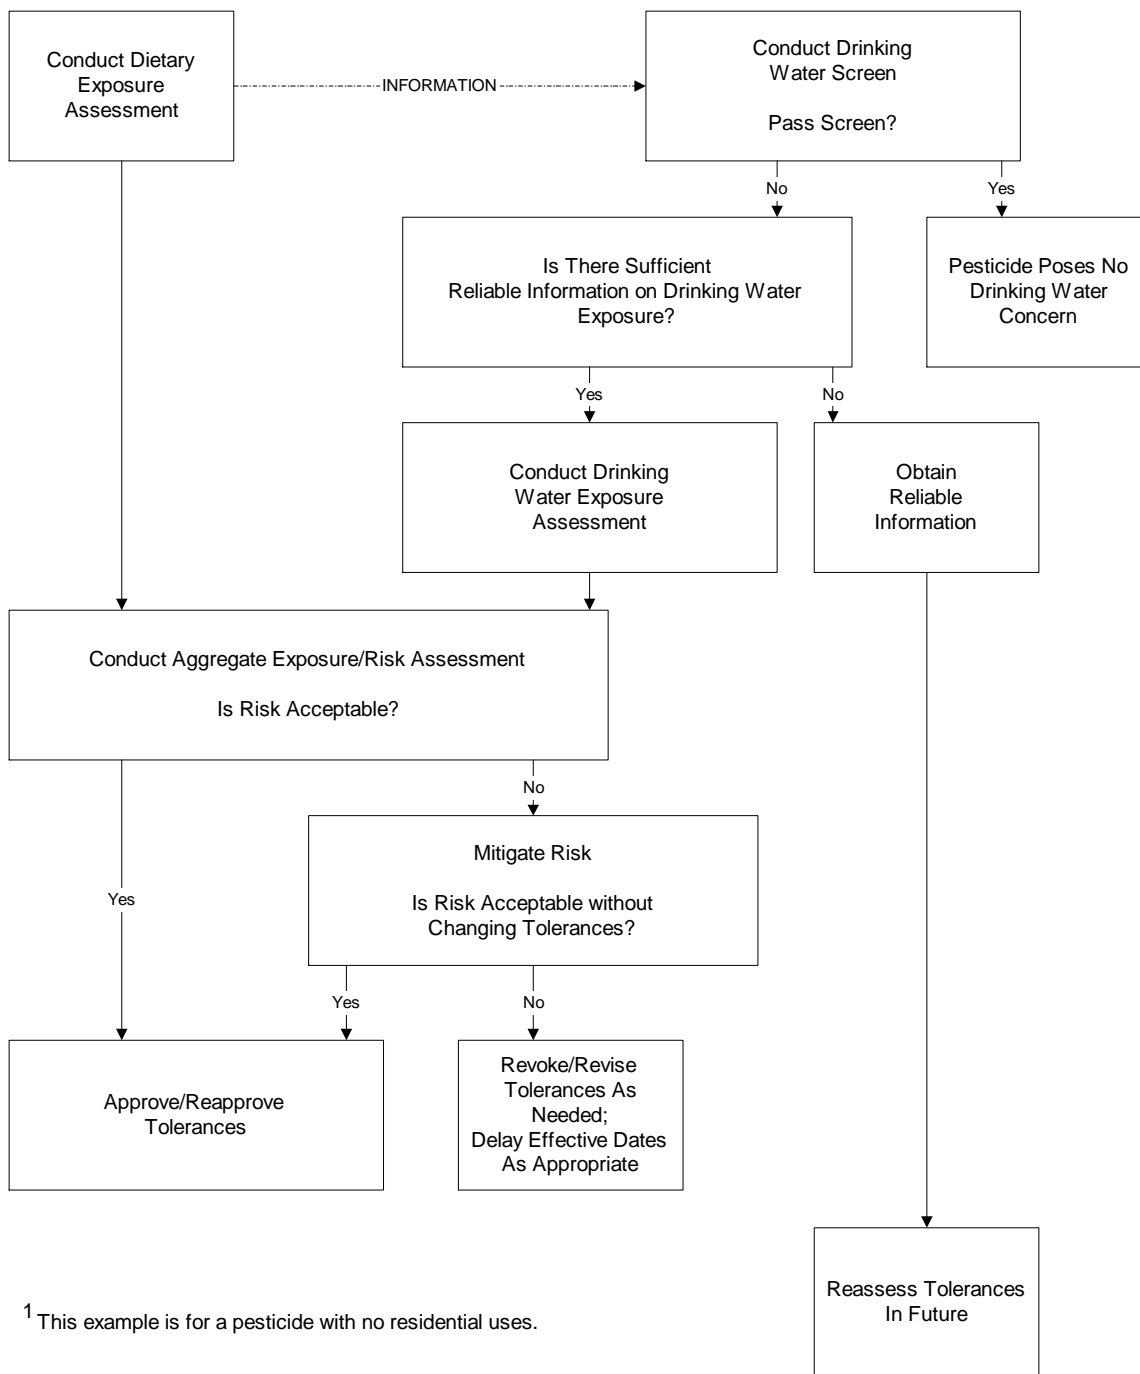 Conduct Dietary
Exposure
Assessment
INFORMATION
Conduct Drinking
Water Screen
Pass Screen?
No
Yes
Is There Sufficient
Reliable Information on Drinking Water
Exposure?
Pesticide Poses No
Drinking Water
Concern
Yes
No
Conduct Drinking
Water Exposure
Assessment
Obtain
Reliable
Information
Conduct Aggregate Exposure/Risk Assessment
Is Risk Acceptable?
No
Mitigate Risk
Is Risk Acceptable without
Changing Tolerances?
Yes
Yes
No
Approve/Reapprove
Tolerances
Revoke/Revise
Tolerances As
Needed;
Delay Effective Dates
As Appropriate
Reassess Tolerances
In Future
1 This example is for a pesticide with no residential uses.